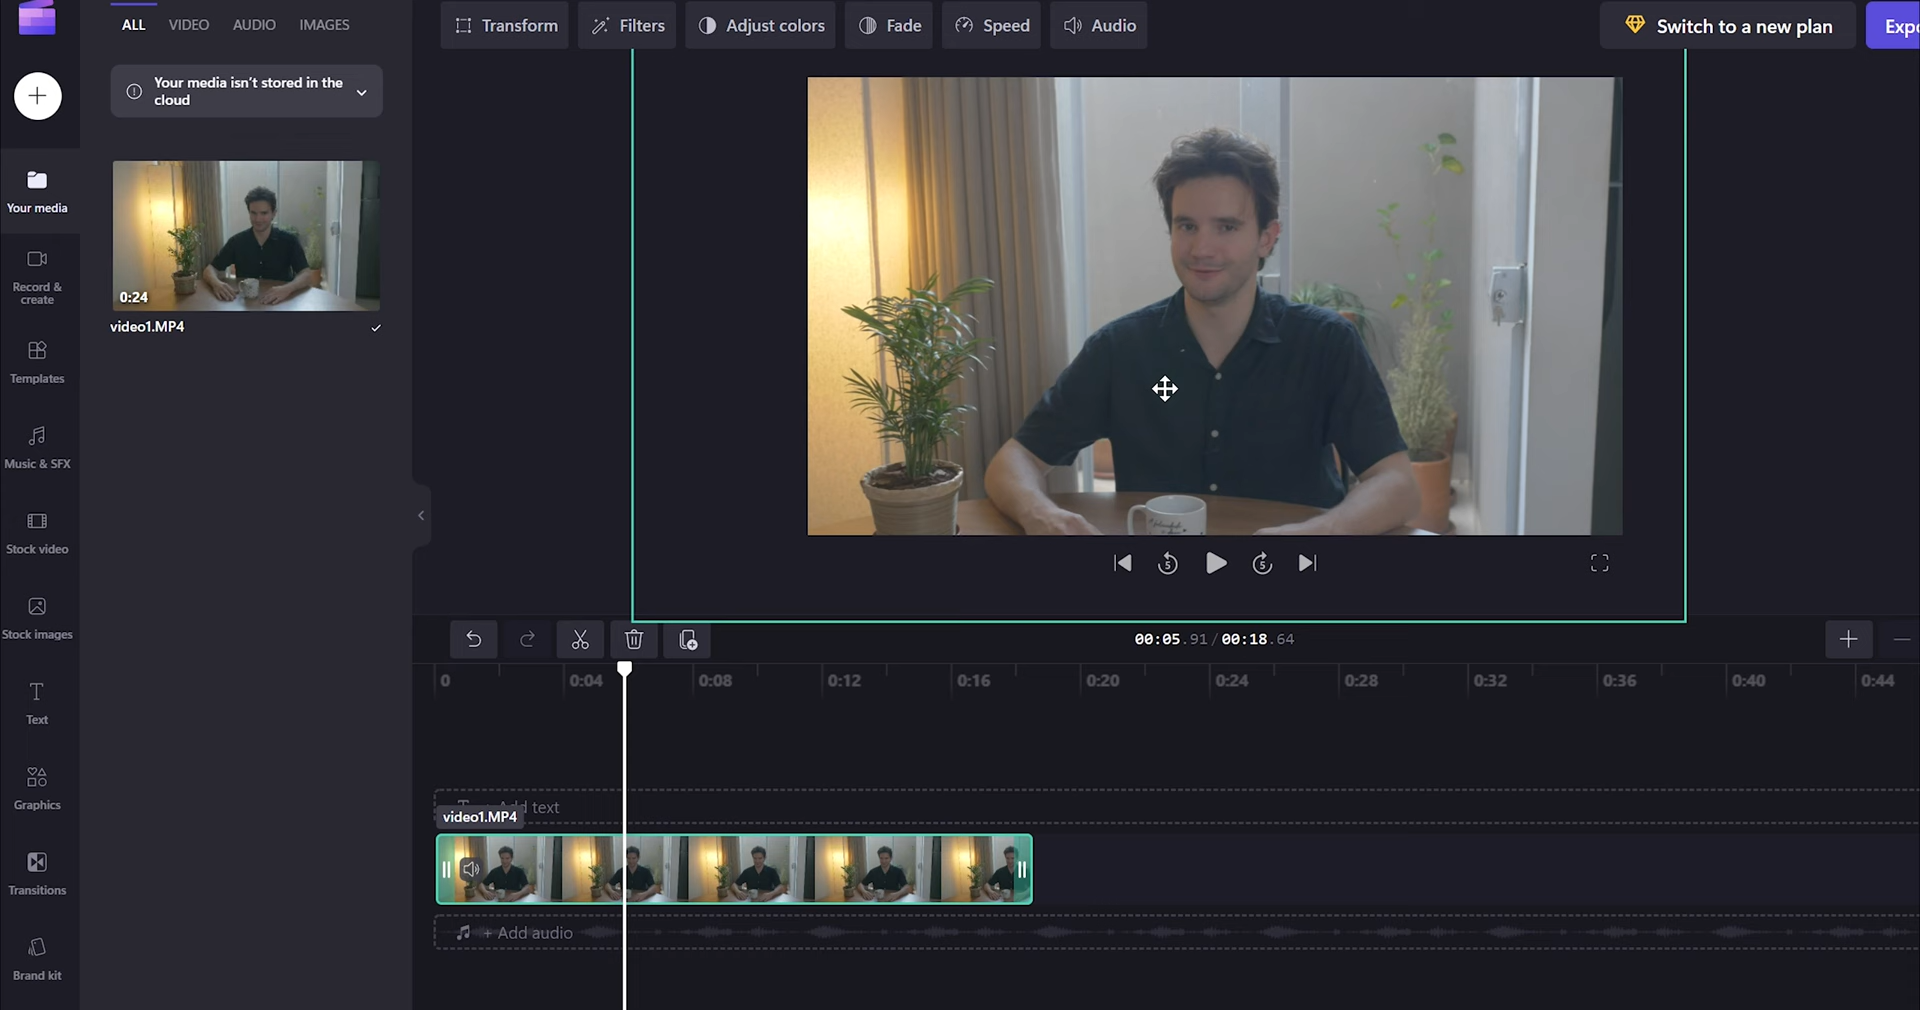 ALL VIDEO AUDIO IMAGES
Transform Filters Adjust colors Fade Speed Audio
Switch to a new plan
Your media isn't stored in the
cloud
0:24
video1.MP4
Your media
Record &
create
Templates
Music & SFX
Stock video
Stock images
Text
Graphics
Transitions
Brand kit
5 5
00:05.91/00:18.64
0 0:04 0:08 0:12 0:16 0:20 0:24 0:28 0:32 0:36 0:40 0:44
text
video1.MP4
+ Add audio